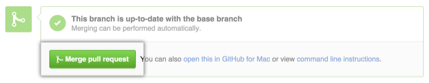 This branch is up-to-date with the base branch
Merging can be performed automatically.
Merge pull request You can also open this in GitHub for Mac or view command line instructions.